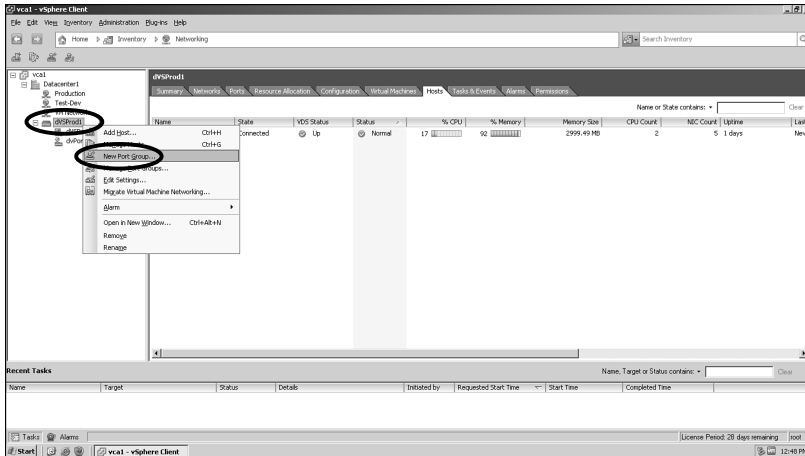 vca1 - vSphere Client
File Edit View Inventory Administration Plug-ins Help
Home Inventory Networking Search Inventory
vca1
Datacenter1
Production
Test-Dev
dVSProd1
dvPor
dVSProd1
Summary Networks Ports Resource Allocation Configuration Virtual Machines Hosts Tasks & Events Alarms Permissions
Name or State contains: Clear
Name State VDS Status Status % CPU % Memory Memory Size CPU Count NIC Count Uptime Last
Connected Up Normal 17 92 2999.49 MB 2 5 1 days Nev
Add Host... Ctrl+H
Ctrl+G
New Port Group...
Edit Settings...
Migrate Virtual Machine Networking...
Alarm
Open in New Window... Ctrl+Alt+N
Remove
Rename
Recent Tasks
Name, Target or Status contains: Clear
Name Target Status Details Initiated by Requested Start Time Start Time Completed Time
Tasks Alarms
License Period: 28 days remaining root
Start vca1 - vSphere Client 12:48 PM